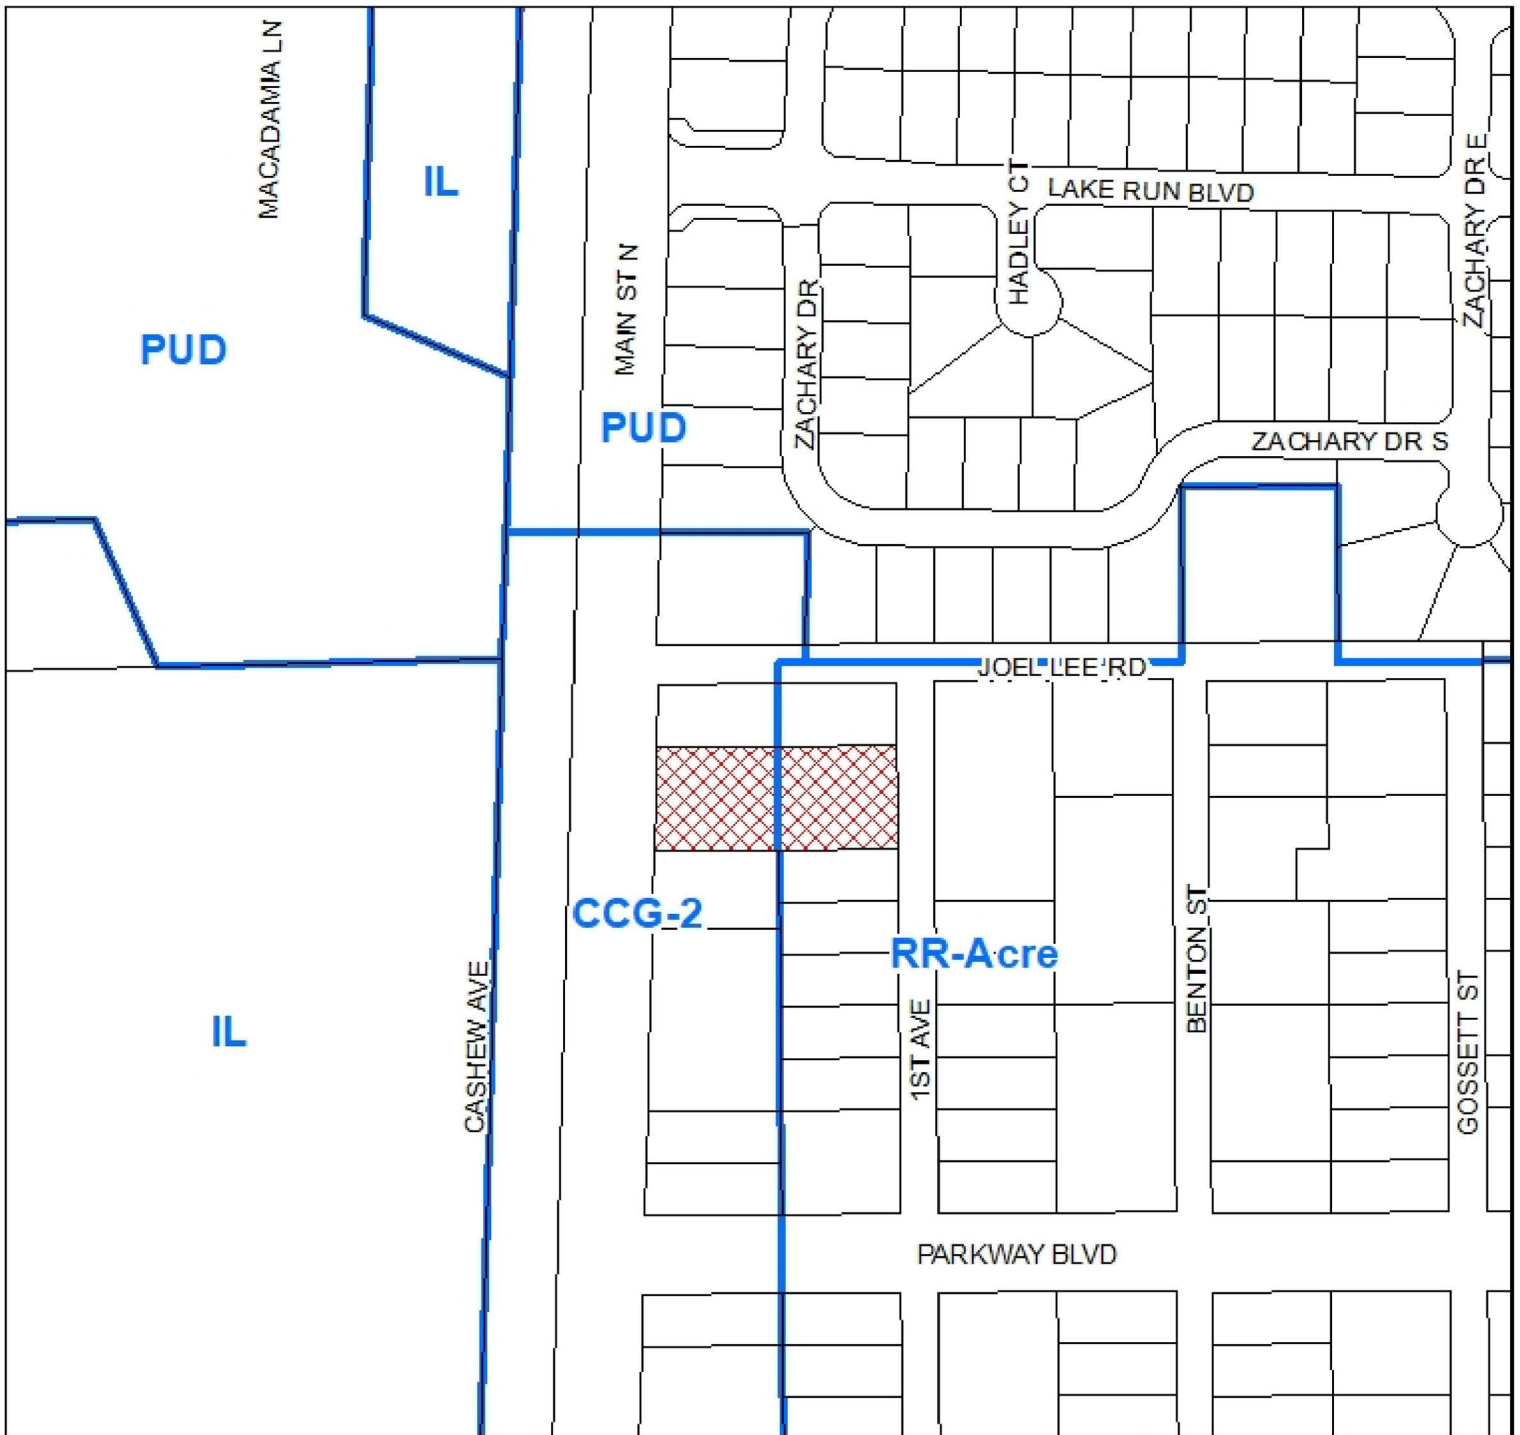 MACADAMIA LN
IL
HADLEY CT
LAKE RUN BLVD
ZACHARY DR E
MAIN ST N
ZACHARY DR
PUD
PUD
ZACHARY DR S
JOEL LEE RD
CCG-2
RR-Acre
BENTON ST
CASHEW AVE
IL
1ST AVE
GOSSETT ST
PARKWAY BLVD